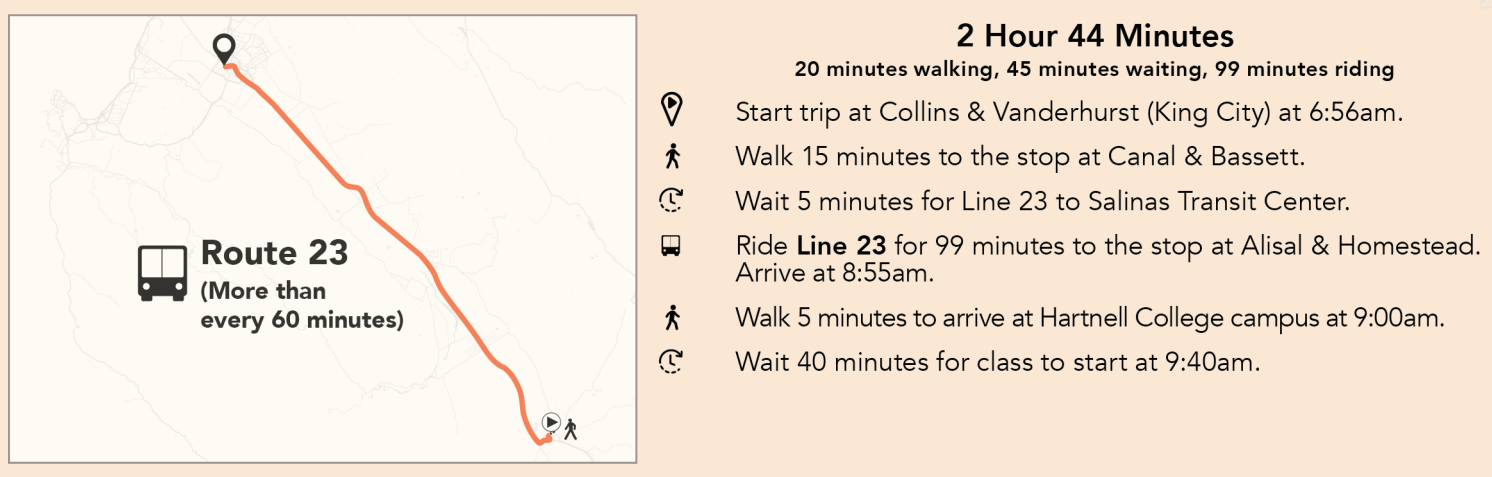 Route 23
(More than
every 60 minutes)
2 Hour 44 Minutes
20 minutes walking, 45 minutes waiting, 99 minutes riding
Start trip at Collins & Vanderhurst (King City) at 6:56am.
Walk 15 minutes to the stop at Canal & Bassett.
Wait 5 minutes for Line 23 to Salinas Transit Center.
Ride Line 23 for 99 minutes to the stop at Alisal & Homestead.
Arrive at 8:55am.
Walk 5 minutes to arrive at Hartnell College campus at 9:00am.
Wait 40 minutes for class to start at 9:40am.